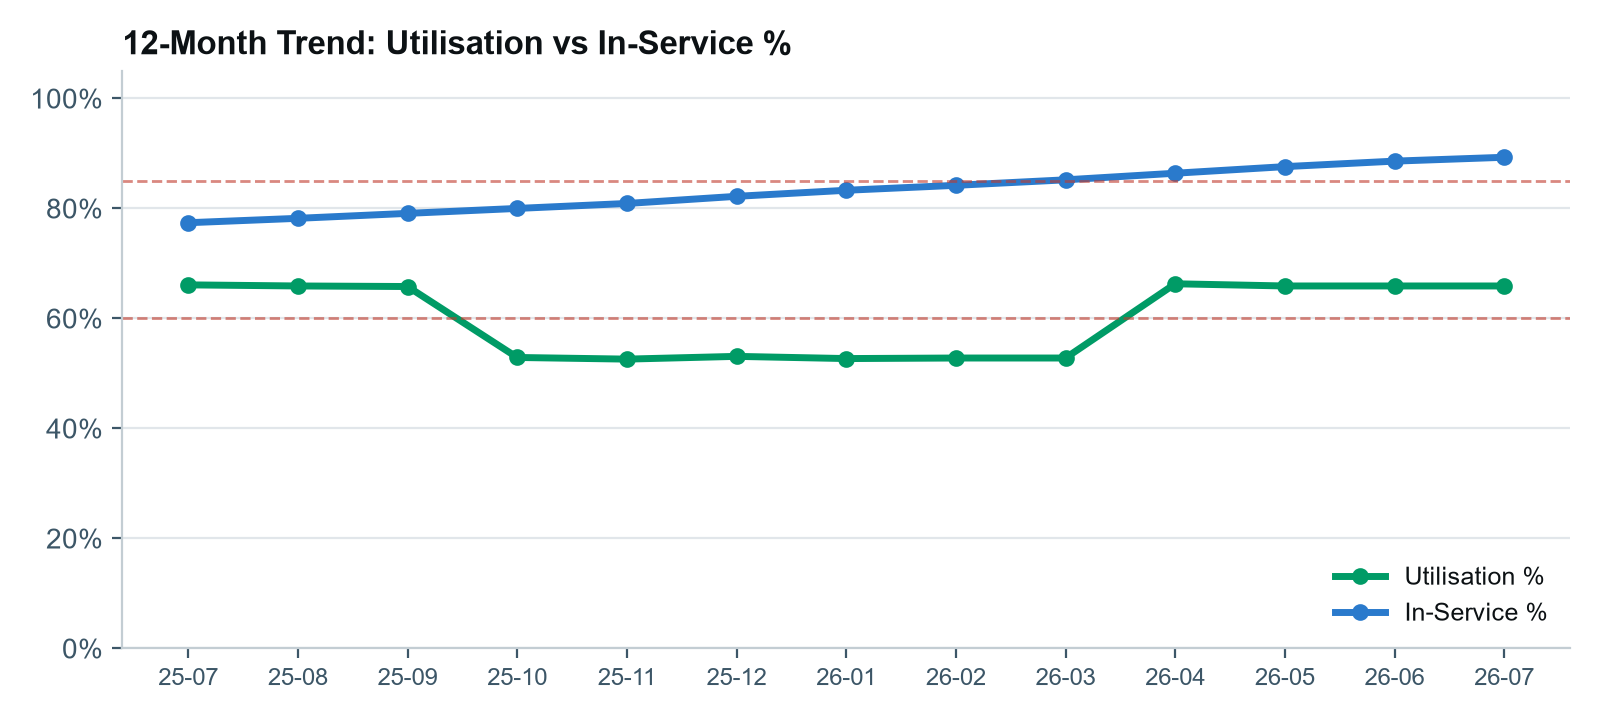 12-Month Trend: Utilisation vs In-Service %
100%
80%
60%
40%
20%
0%
Utilisation %
In-Service %
25-07 25-08 25-09 25-10 25-11 25-12 26-01 26-02 26-03 26-04 26-05 26-06 26-07